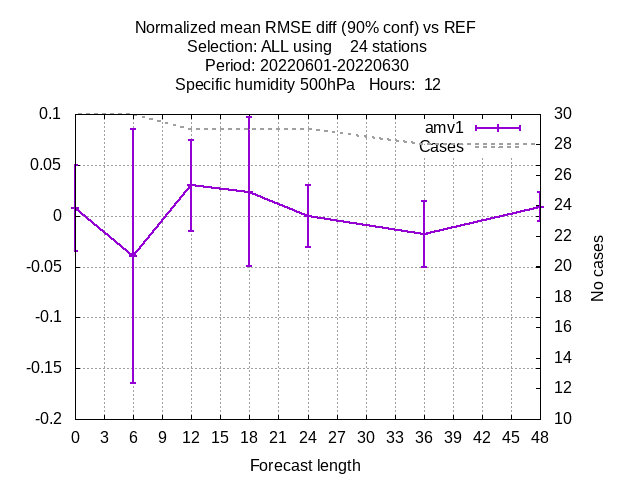 Normalized mean RMSE diff (90% conf) vs REF
Selection: ALL using    24 stations
Period: 20220601-20220630
Specific humidity 500hPa   Hours:  12
amv1
Cases
0.1
0.05
0
-0.05
-0.1
-0.15
-0.2
30
28
26
24
22
20
18
16
14
12
10
No cases
0 3 6 9 12 15 18 21 24 27 30 33 36 39 42 45 48
Forecast length